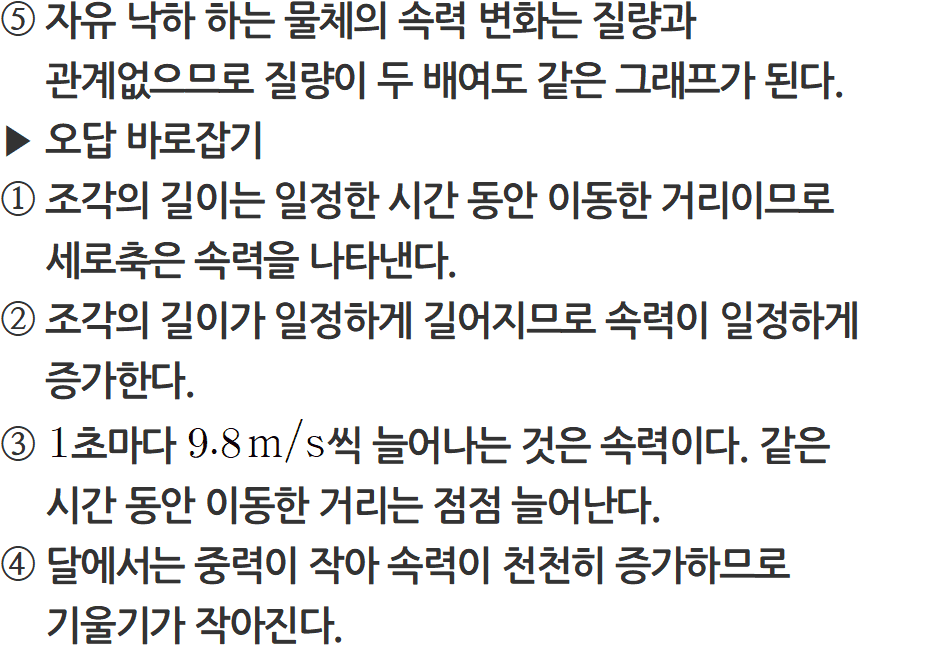 ⑤ 자유 낙하 하는 물체의 속력 변화는 질량과
관계없으므로 질량이 두 배여도 같은 그래프가 된다.
▶ 오답 바로잡기
① 조각의 길이는 일정한 시간 동안 이동한 거리이므로
세로축은 속력을 나타낸다.
② 조각의 길이가 일정하게 길어지므로 속력이 일정하게
증가한다.
③ 1초마다 9.8m/s씩 늘어나는 것은 속력이다. 같은
시간 동안 이동한 거리는 점점 늘어난다.
④ 달에서는 중력이 작아 속력이 천천히 증가하므로
기울기가 작아진다.